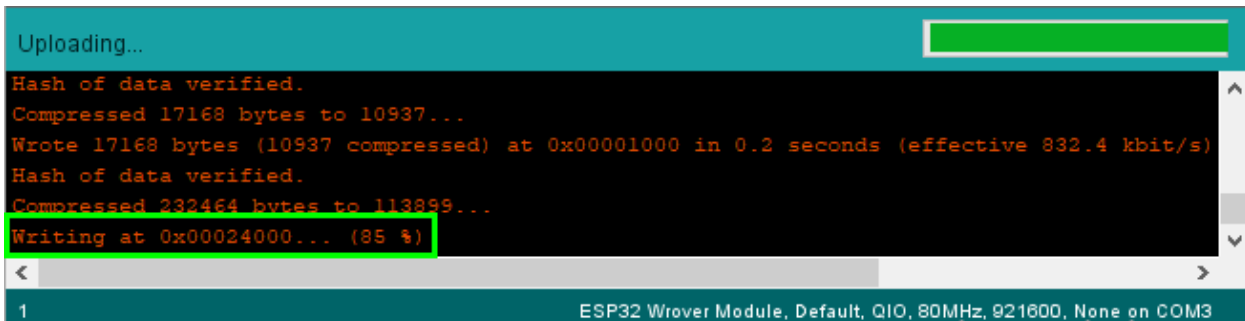 Uploading...
Hash of data verified.
Compressed 17168 bytes to 10937...
Wrote 17168 bytes (10937 compressed) at 0x00001000 in 0.2 seconds (effective 832.4 kbit/s)
Hash of data verified.
Compressed 232464 bytes to 113899...
Writing at 0x00024000... (85 %)
1 ESP32 Wrover Module, Default, QIO, 80MHz, 921600, None on COM3